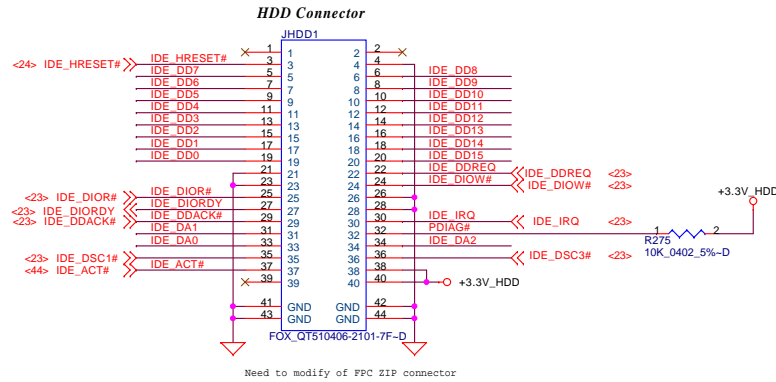 HDD Connector
JHDD1
1 1 2 2
<24> IDE_HRESET# IDE_HRESET# 3 3 4 4
IDE_DD7 5 5 6 6 IDE_DD8
IDE_DD6 7 7 8 8 IDE_DD9
IDE_DD5 9 9 10 10 IDE_DD10
IDE_DD4 11 11 12 12 IDE_DD11
IDE_DD3 13 13 14 14 IDE_DD12
IDE_DD2 15 15 16 16 IDE_DD13
IDE_DD1 17 17 18 18 IDE_DD14
IDE_DD0 19 19 20 20 IDE_DD15
21 21 22 22 IDE_DDREQ IDE_DDREQ <23>
23 23 24 24 IDE_DIOW# IDE_DIOW# <23>
<23> IDE_DIOR# IDE_DIOR# 25 25 26 26 +3.3V_HDD
<23> IDE_DIORDY IDE_DIORDY 27 27 28 28
<23> IDE_DDACK# IDE_DDACK# 29 29 30 30 IDE_IRQ IDE_IRQ <23>
IDE_DA1 31 31 32 32 PDIAG# 1 2
IDE_DA0 33 33 34 34 IDE_DA2 R275
10K_0402_5%~D
<23> IDE_DSC1# IDE_DSC1# 35 35 36 36 IDE_DSC3# <23>
<44> IDE_ACT# IDE_ACT# 37 37 38 38
39 39 40 40 +3.3V_HDD
41 GND GND 42
43 GND GND 44
FOX_QT510406-2101-7F~D
Need to modify of FPC ZIP connector